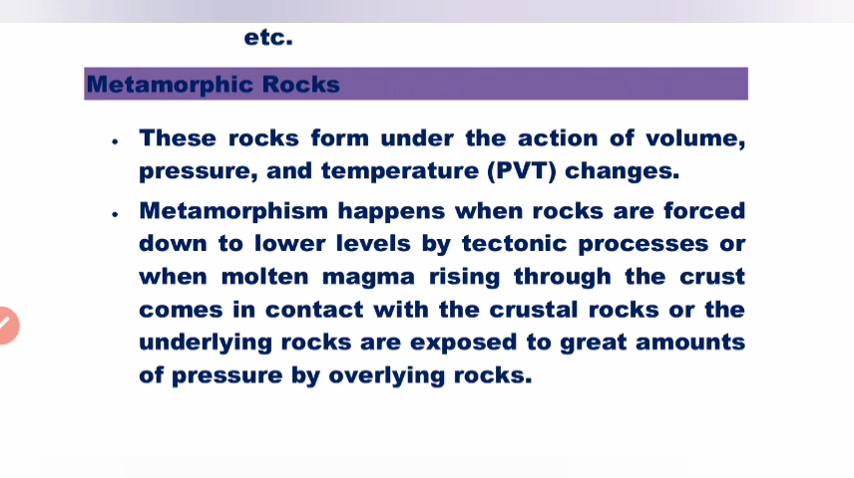 etc.
Metamorphic Rocks
• These rocks form under the action of volume,
pressure, and temperature (PVT) changes.
• Metamorphism happens when rocks are forced
down to lower levels by tectonic processes or
when molten magma rising through the crust
comes in contact with the crustal rocks or the
underlying rocks are exposed to great amounts
of pressure by overlying rocks.